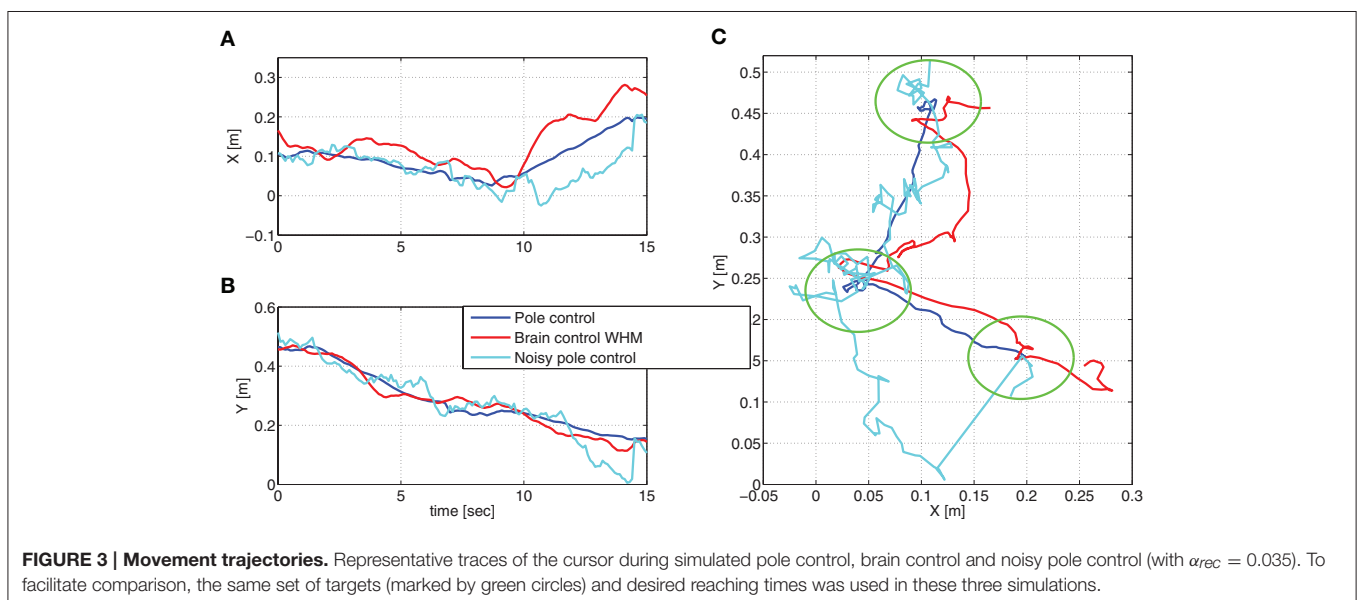 A
X [m]
0.3
0.2
0.1
0
−0.1
0
5
10
15
B
Y [m]
0.6
0.4
0.2
0
0
5
10
15
time [sec]
Pole control
Brain control WHM
Noisy pole control
C
Y [m]
0.5
0.45
0.4
0.35
0.3
0.25
0.2
0.15
0.1
0.05
0
−0.05
0
0.05
0.1
0.15
0.2
0.25
0.3
X [m]
FIGURE 3 | Movement trajectories. Representative traces of the cursor during simulated pole control, brain control and noisy pole control (with αrec = 0.035). To
facilitate comparison, the same set of targets (marked by green circles) and desired reaching times was used in these three simulations.